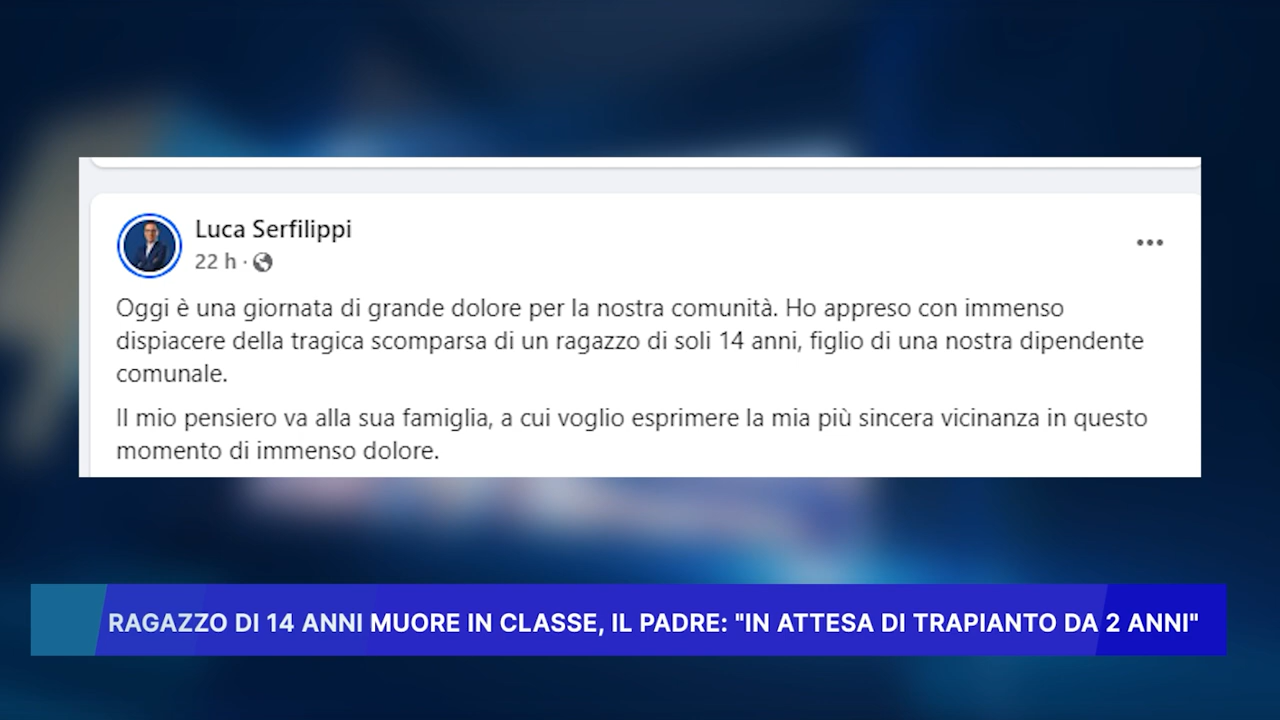 Luca Serfilippi
22 h ·
Oggi è una giornata di grande dolore per la nostra comunità. Ho appreso con immenso
dispiacere della tragica scomparsa di un ragazzo di soli 14 anni, figlio di una nostra dipendente
comunale.
Il mio pensiero va alla sua famiglia, a cui voglio esprimere la mia più sincera vicinanza in questo
momento di immenso dolore.
RAGAZZO DI 14 ANNI MUORE IN CLASSE, IL PADRE: "IN ATTESA DI TRAPIANTO DA 2 ANNI"